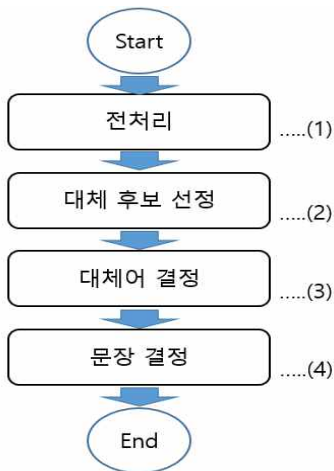 Start
전처리
.....(1)
대체 후보 선정
.....(2)
대체어 결정
.....(3)
문장 결정
.....(4)
End